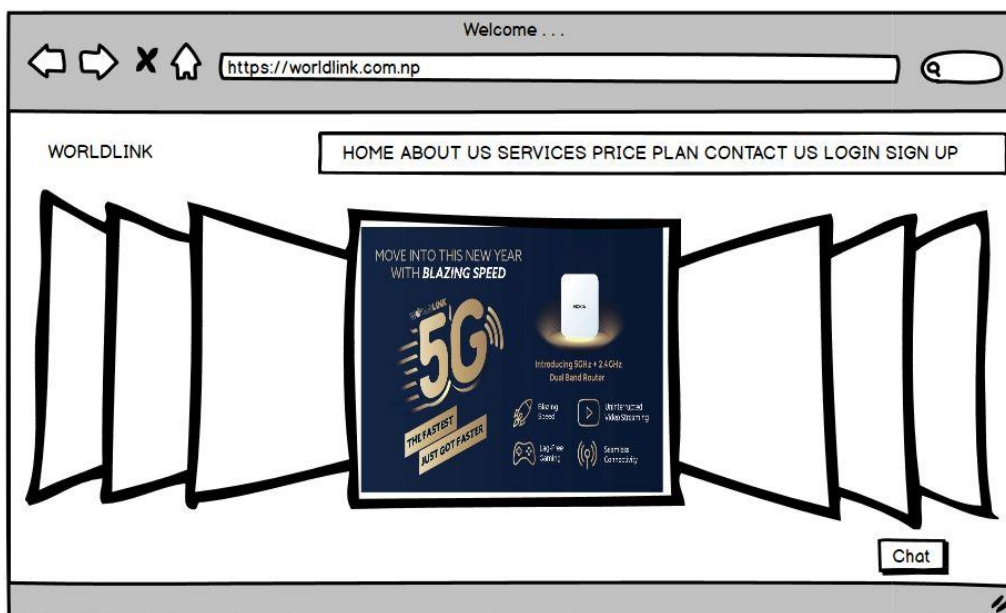 Welcome . . .
https://worldlink.com.np
WORLDLINK
HOME ABOUT US SERVICES PRICE PLAN CONTACT US LOGIN SIGN UP
MOVE INTO THIS NEW YEAR
WITH BLAZING SPEED
WORLDLINK
5G
THE FASTEST
JUST GOT FASTER
NOKIA
Introducing 5GHz + 2.4GHz
Dual Band Router
Blazing
Speed
Uninterrupted
Video Streaming
Lag-Free
Gaming
Seamless
Connectivity
Chat